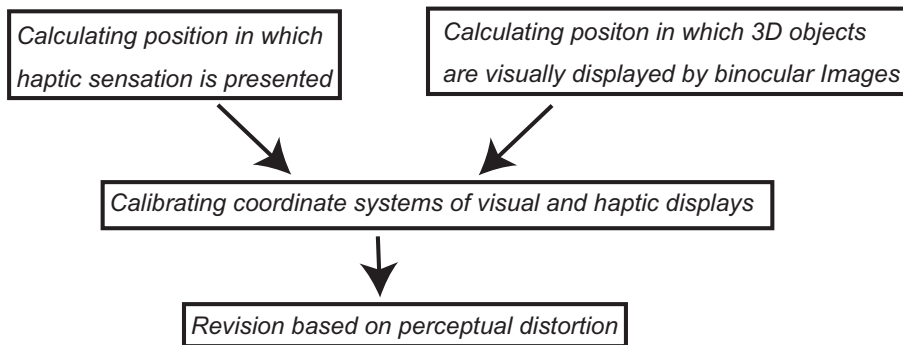 Calculating position in which
haptic sensation is presented
Calculating positon in which 3D objects
are visually displayed by binocular Images
Calibrating coordinate systems of visual and haptic displays
Revision based on perceptual distortion